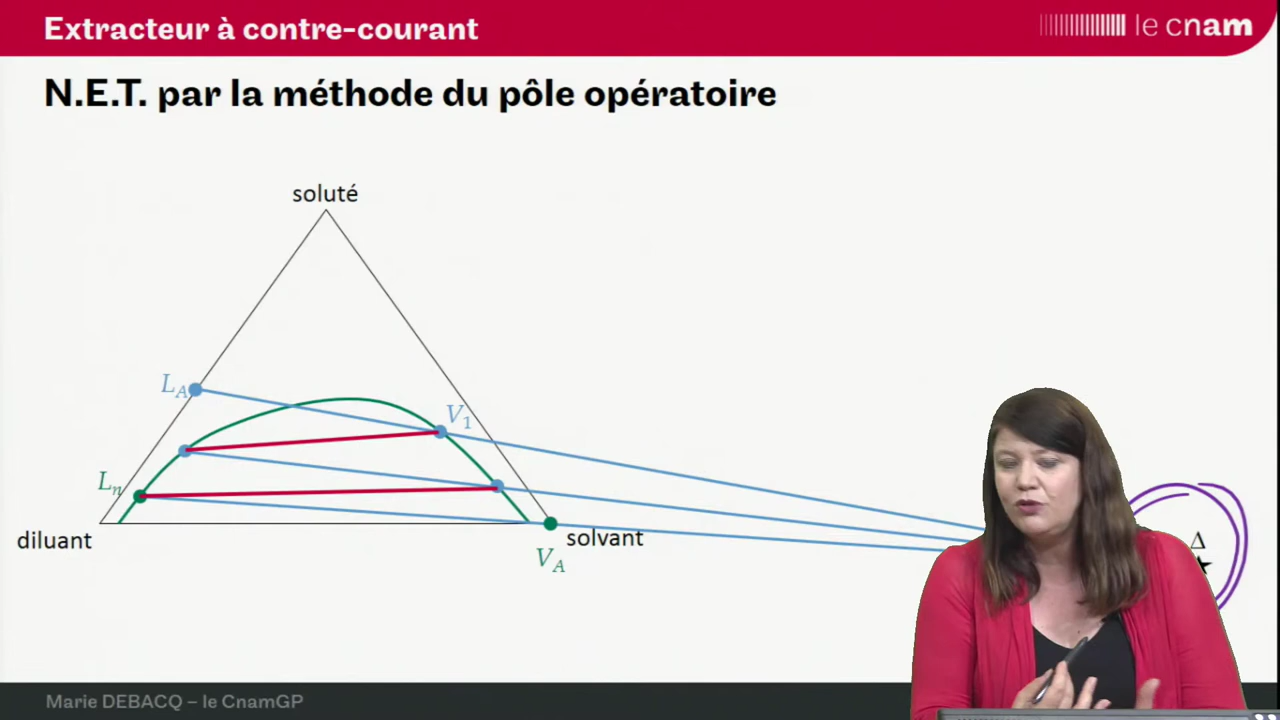 Extracteur à contre-courant
le cnam
N.E.T. par la méthode du pôle opératoire
soluté
L_A
V_1
L_n
diluant
solvant
V_A
Δ
Marie DEBACQ – le CnamGP